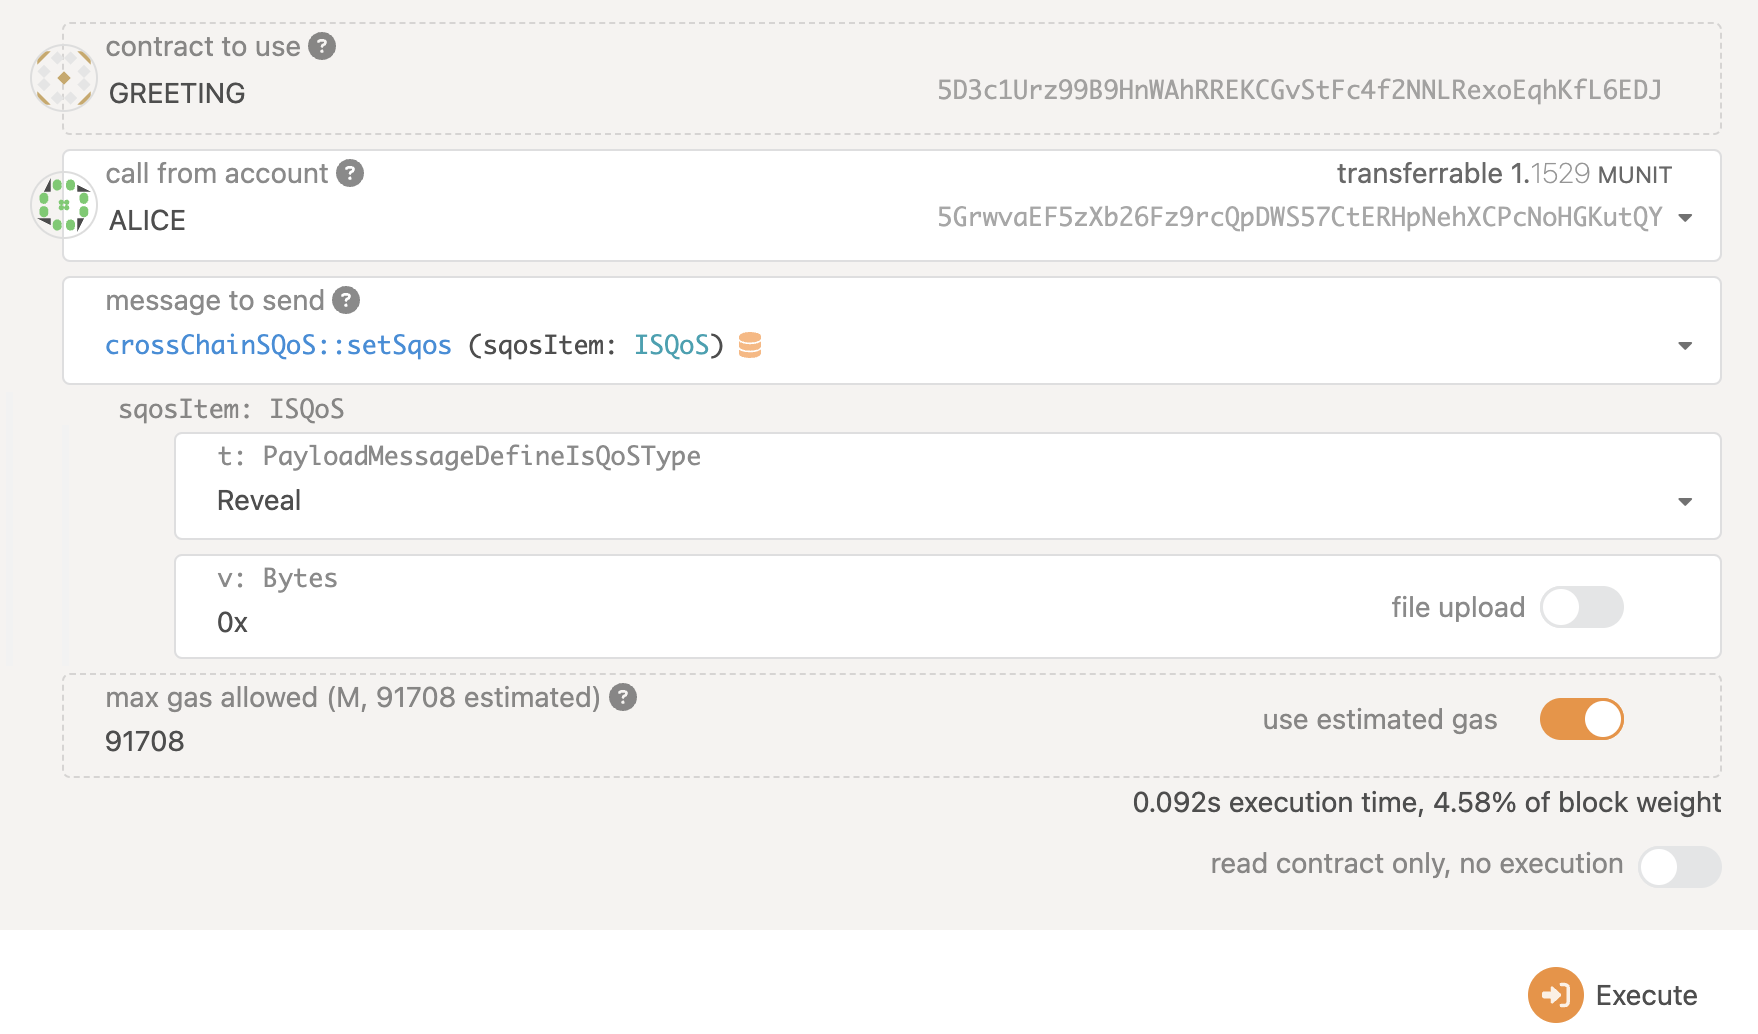 contract to use ?
GREETING 5D3c1Urz99B9HnWAhRREKCGvStFc4f2NNLRexoEqhKfL6EDJ
call from account ? transferrable 1.1529 MUNIT
ALICE 5GrwvaEF5zXb26Fz9rcQpDWS57CtERHpNehXCPcNoHGKutQY
message to send ?
crossChainSQoS::setSqos (sqosItem: ISQoS)
sqosItem: ISQoS
t: PayloadMessageDefineIsQoSType
Reveal
v: Bytes
0x file upload
max gas allowed (M, 91708 estimated) ?
91708 use estimated gas
0.092s execution time, 4.58% of block weight
read contract only, no execution
Execute